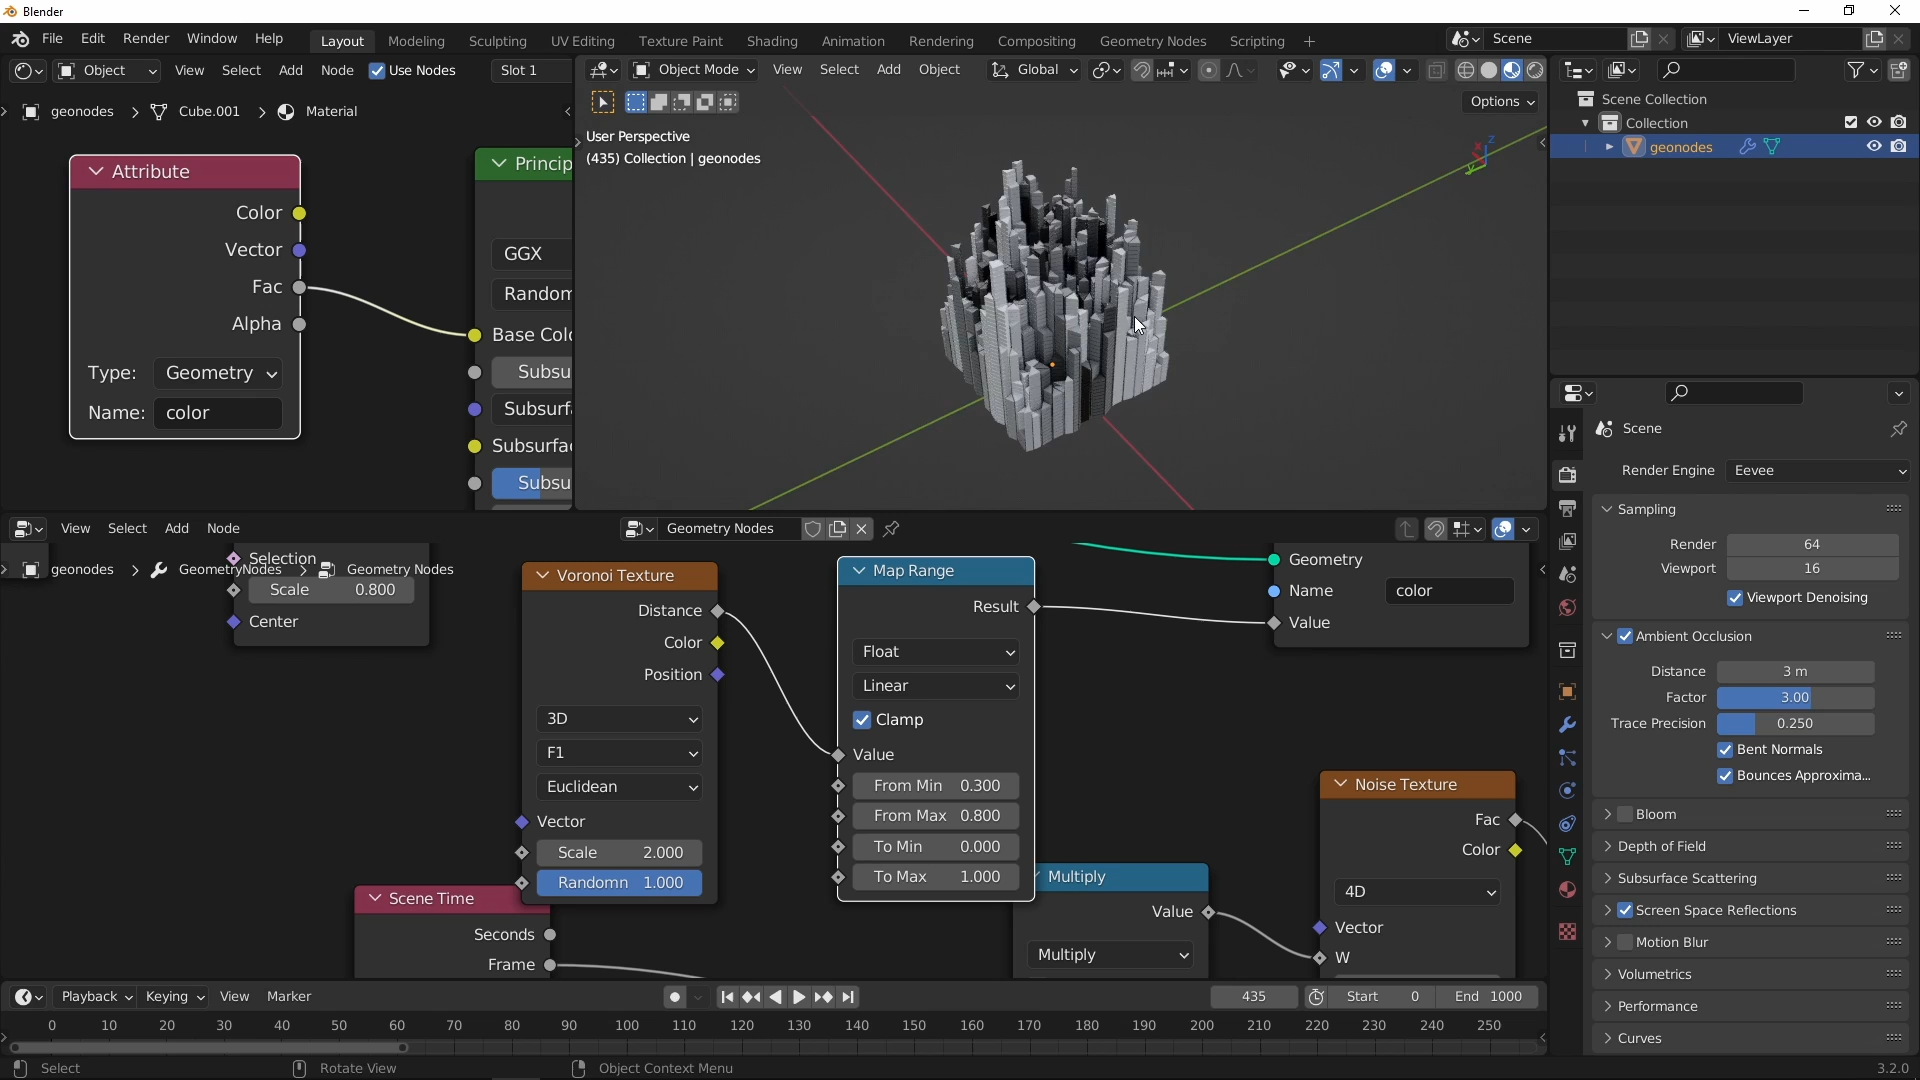 Blender
File Edit Render Window Help
Layout Modeling Sculpting UV Editing Texture Paint Shading Animation Rendering Compositing Geometry Nodes Scripting +
Scene
ViewLayer
Object View Select Add Node Use Nodes Slot 1
geonodes > Cube.001 > Material
Attribute
Color
Vector
Fac
Alpha
Type: Geometry
Name: color
Princip
GGX
Random
Base Colo
Subsu
Subsurfa
Subsurfac
Subsu
Object Mode View Select Add Object Global
Options
User Perspective
(435) Collection | geonodes
Z
Y
X
Scene Collection
Collection
geonodes
Scene
Render Engine Eevee
Sampling
Render 64
Viewport 16
Viewport Denoising
Ambient Occlusion
Distance 3 m
Factor 3.00
Trace Precision 0.250
Bent Normals
Bounces Approxima...
Bloom
Depth of Field
Subsurface Scattering
Screen Space Reflections
Motion Blur
Volumetrics
Performance
Curves
View Select Add Node
Geometry Nodes
geonodes > GeometryNodes > Geometry Nodes
Selection
Scale 0.800
Center
Voronoi Texture
Distance
Color
Position
3D
F1
Euclidean
Vector
Scale 2.000
Randomn 1.000
Scene Time
Seconds
Frame
Map Range
Result
Float
Linear
Clamp
Value
From Min 0.300
From Max 0.800
To Min 0.000
To Max 1.000
Multiply
Value
Multiply
Geometry
Name color
Value
Noise Texture
Fac
Color
4D
Vector
W
Playback Keying View Marker
435 Start 0 End 1000
0 10 20 30 40 50 60 70 80 90 100 110 120 130 140 150 160 170 180 190 200 210 220 230 240 250
Select Rotate View Object Context Menu
3.2.0